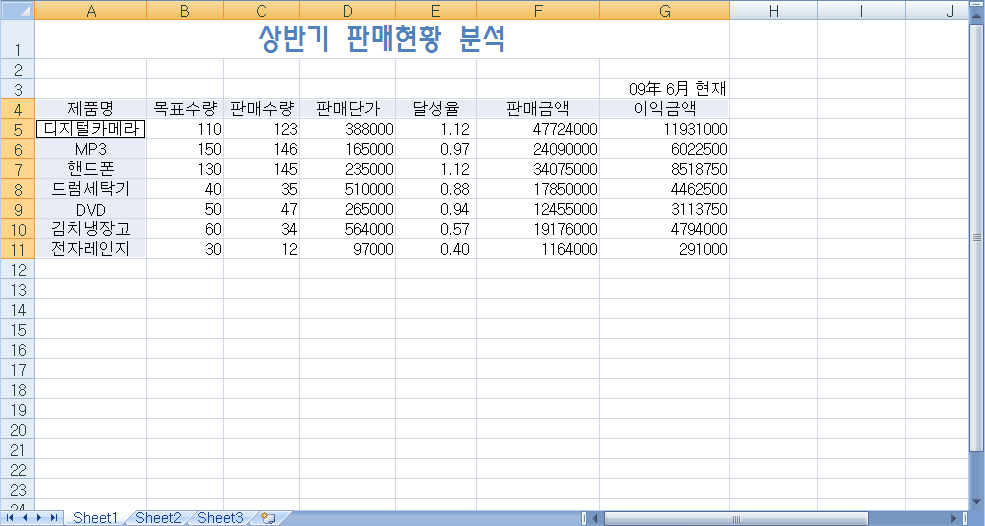 A B C D E F G H I J
1 상반기 판매현황 분석
2
3 09年 6月 현재
4 제품명 목표수량 판매수량 판매단가 달성율 판매금액 이익금액
5 디지털카메라 110 123 388000 1.12 47724000 11931000
6 MP3 150 146 165000 0.97 24090000 6022500
7 핸드폰 130 145 235000 1.12 34075000 8518750
8 드럼세탁기 40 35 510000 0.88 17850000 4462500
9 DVD 50 47 265000 0.94 12455000 3113750
10 김치냉장고 60 34 564000 0.57 19176000 4794000
11 전자레인지 30 12 97000 0.40 1164000 291000
12
13
14
15
16
17
18
19
20
21
22
23
24
Sheet1 Sheet2 Sheet3